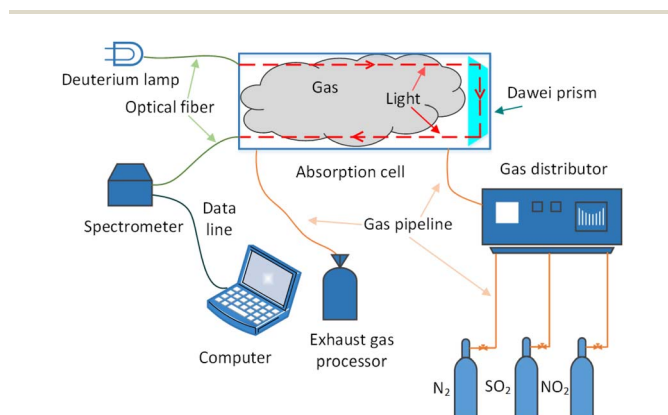 Deuterium lamp
Optical fiber
Gas
Light
Dawei prism
Absorption cell
Gas distributor
Spectrometer
Data
line
Gas pipeline
Computer
Exhaust gas
processor
N₂
SO₂
NO₂